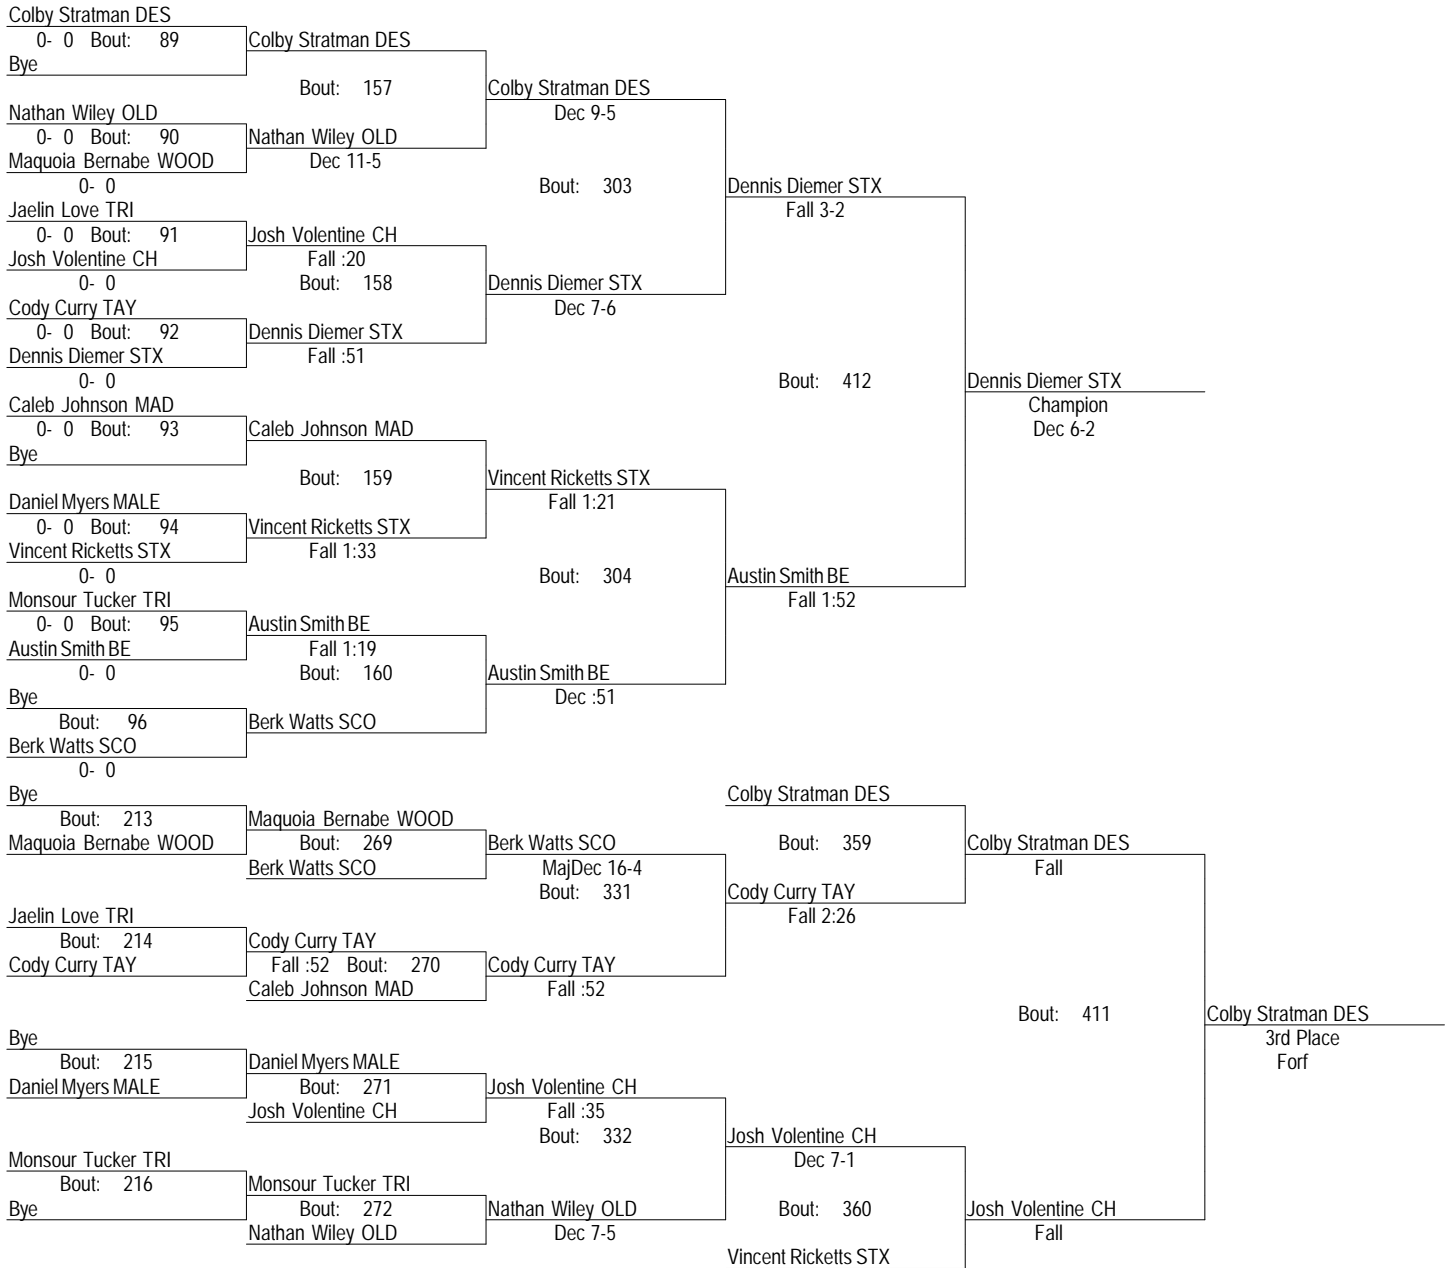 Colby Stratman DES
0- 0 Bout: 89 Colby Stratman DES
Bye
Bout: 157 Colby Stratman DES
Nathan Wiley OLD Dec 9-5
0- 0 Bout: 90 Nathan Wiley OLD
Maquoia Bernabe WOOD Dec 11-5
0- 0 Bout: 303 Dennis Diemer STX
Jaelin Love TRI Fall 3-2
0- 0 Bout: 91 Josh Volentine CH
Josh Volentine CH Fall :20
0- 0 Bout: 158 Dennis Diemer STX
Cody Curry TAY Dec 7-6
0- 0 Bout: 92 Dennis Diemer STX
Dennis Diemer STX Fall :51
0- 0 Bout: 412 Dennis Diemer STX
Caleb Johnson MAD Champion
0- 0 Bout: 93 Caleb Johnson MAD Dec 6-2
Bye
Bout: 159 Vincent Ricketts STX
Daniel Myers MALE Fall 1:21
0- 0 Bout: 94 Vincent Ricketts STX
Vincent Ricketts STX Fall 1:33
0- 0 Bout: 304 Austin Smith BE
Monsour Tucker TRI Fall 1:52
0- 0 Bout: 95 Austin Smith BE
Austin Smith BE Fall 1:19
0- 0 Bout: 160 Austin Smith BE
Bye Dec :51
Bout: 96 Berk Watts SCO
Berk Watts SCO
0- 0
Bye Colby Stratman DES
Bout: 213 Maquoia Bernabe WOOD
Maquoia Bernabe WOOD Bout: 269 Berk Watts SCO Bout: 359 Colby Stratman DES
Berk Watts SCO MajDec 16-4 Fall
Bout: 331 Cody Curry TAY
Jaelin Love TRI Fall 2:26
Bout: 214 Cody Curry TAY
Cody Curry TAY Fall :52 Bout: 270 Cody Curry TAY
Caleb Johnson MAD Fall :52
Bout: 411 Colby Stratman DES
Bye 3rd Place
Bout: 215 Daniel Myers MALE Forf
Daniel Myers MALE Bout: 271 Josh Volentine CH
Josh Volentine CH Fall :35
Bout: 332 Josh Volentine CH
Monsour Tucker TRI Dec 7-1
Bout: 216 Monsour Tucker TRI
Bye Bout: 272 Nathan Wiley OLD Bout: 360 Josh Volentine CH
Nathan Wiley OLD Dec 7-5 Fall
Vincent Ricketts STX